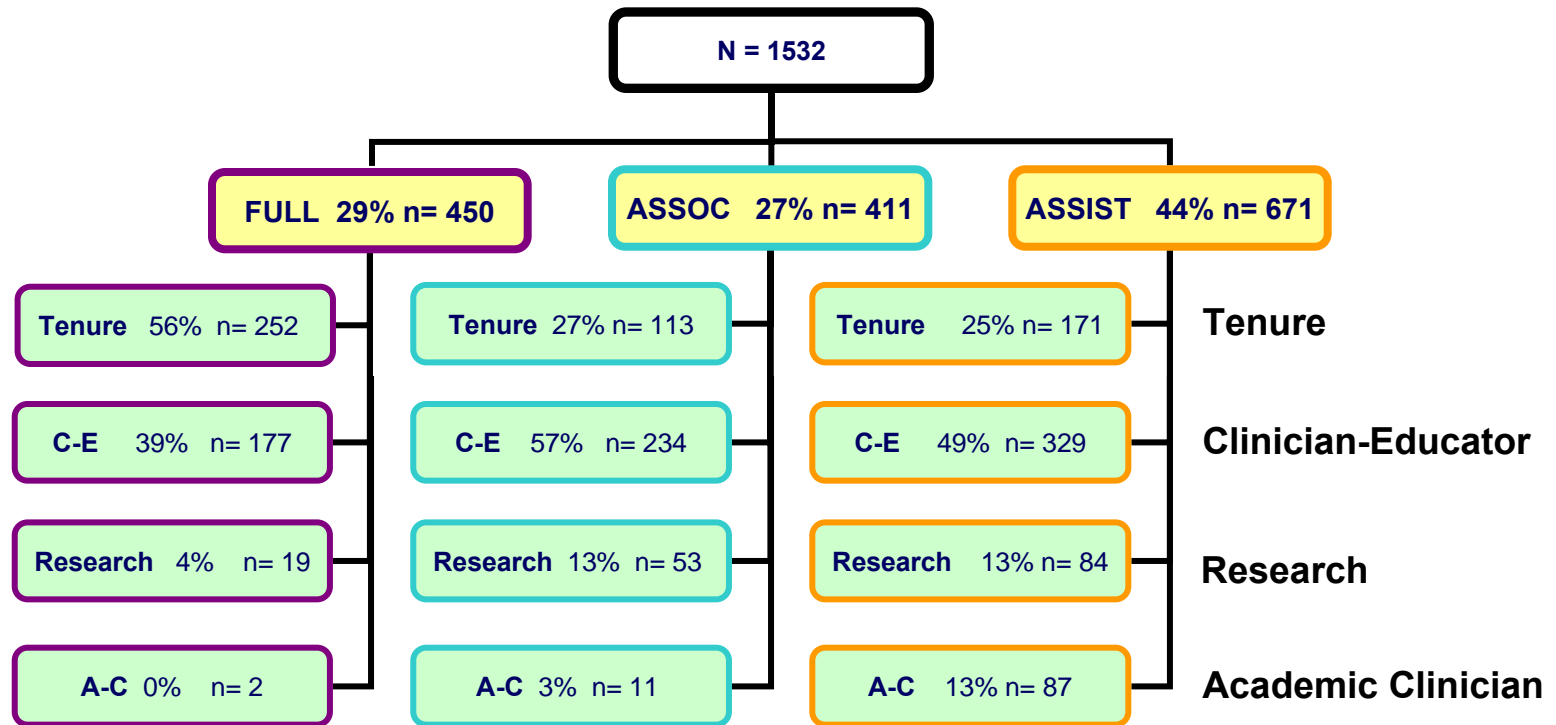 N = 1532
FULL 29% n= 450
ASSOC 27% n= 411
ASSIST 44% n= 671
Tenure 56% n= 252
Tenure 27% n= 113
Tenure 25% n= 171
Tenure
C-E 39% n= 177
C-E 57% n= 234
C-E 49% n= 329
Clinician-Educator
Research 4% n= 19
Research 13% n= 53
Research 13% n= 84
Research
A-C 0% n= 2
A-C 3% n= 11
A-C 13% n= 87
Academic Clinician